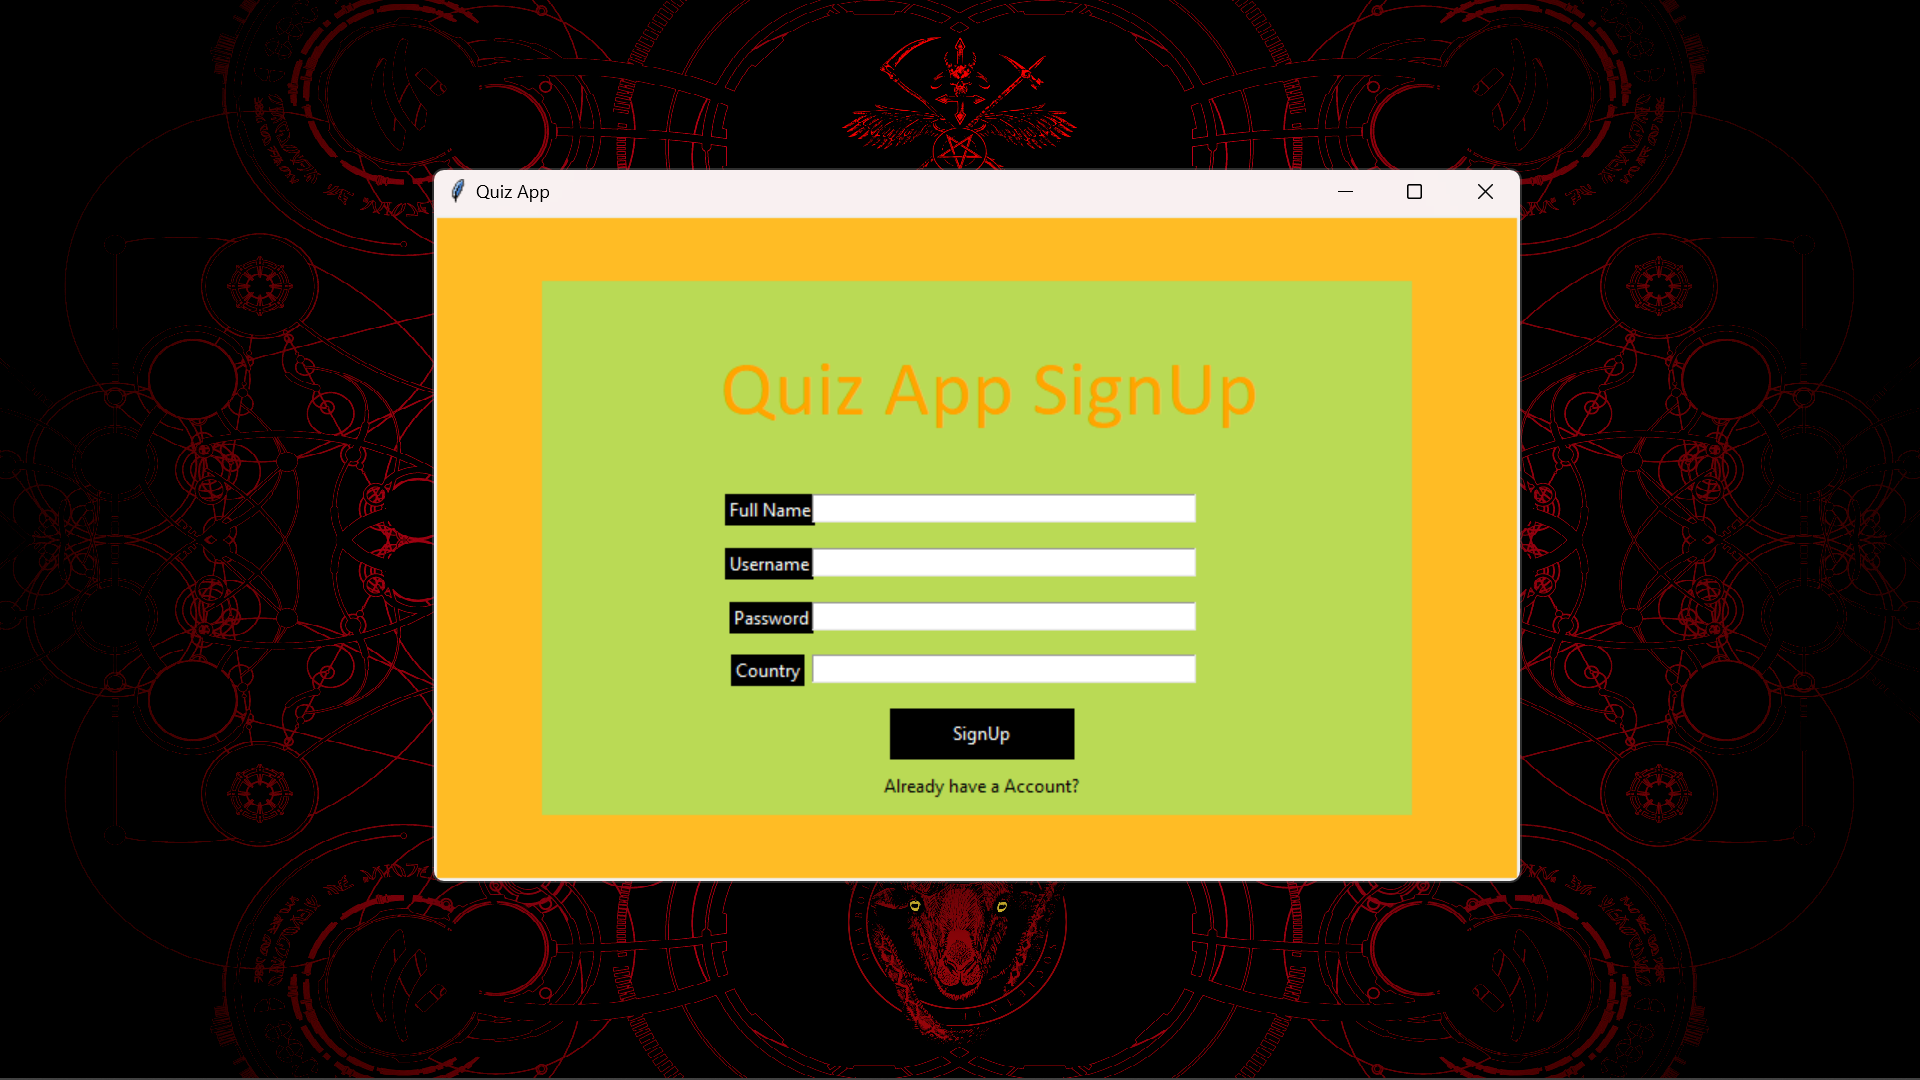 Quiz App
Quiz App SignUp
Full Name
Username
Password
Country
SignUp
Already have a Account?